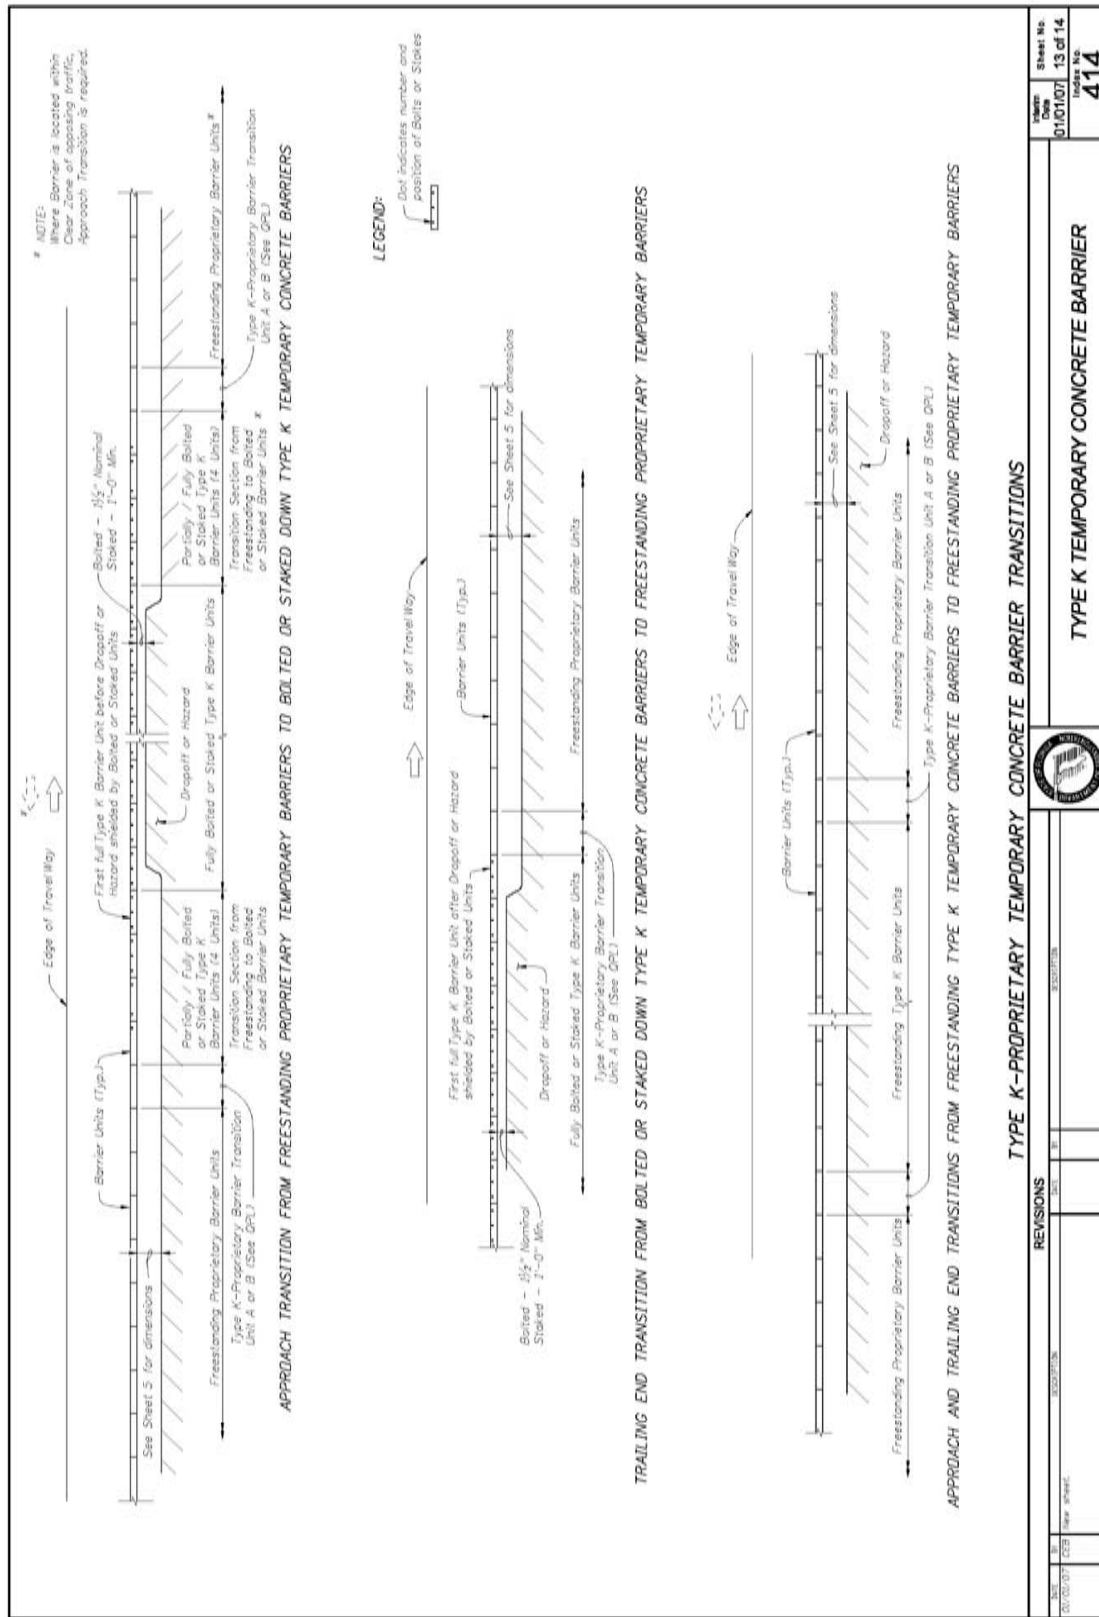 * NOTE:
Where Barrier is located within
Clear Zone of opposing traffic,
Approach Transition is required.
Edge of Travel Way
*
Barrier Units (Typ.)
First full Type K Barrier Unit before Dropoff or
Hazard shielded by Bolted or Staked Units
Bolted - 1½" Nominal
Staked - 1'-0" Min.
See Sheet 5 for dimensions
Dropoff or Hazard
Freestanding Proprietary Barrier Units
Type K-Proprietary Barrier Transition
Unit A or B (See QPL)
Partially / Fully Bolted
or Staked Type K
Barrier Units (4 Units)
Transition Section from
Freestanding to Bolted
or Staked Barrier Units
Fully Bolted or Staked Type K Barrier Units
Partially / Fully Bolted
or Staked Type K
Barrier Units (4 Units)
Transition Section from
Freestanding to Bolted
or Staked Barrier Units *
Freestanding Proprietary Barrier Units *
Type K-Proprietary Barrier Transition
Unit A or B (See QPL)
APPROACH TRANSITION FROM FREESTANDING PROPRIETARY TEMPORARY BARRIERS TO BOLTED OR STAKED DOWN TYPE K TEMPORARY CONCRETE BARRIERS
LEGEND:
Dot indicates number and
position of Bolts or Stakes
Edge of Travel Way
First full Type K Barrier Unit after Dropoff or Hazard
shielded by Bolted or Staked Units
Barrier Units (Typ.)
See Sheet 5 for dimensions
Bolted - 1½" Nominal
Staked - 1'-0" Min.
Dropoff or Hazard
Fully Bolted or Staked Type K Barrier Units
Type K-Proprietary Barrier Transition
Unit A or B (See QPL)
Freestanding Proprietary Barrier Units
TRAILING END TRANSITION FROM BOLTED OR STAKED DOWN TYPE K TEMPORARY CONCRETE BARRIERS TO FREESTANDING PROPRIETARY TEMPORARY BARRIERS
Edge of Travel Way
Barrier Units (Typ.)
See Sheet 5 for dimensions
Dropoff or Hazard
Freestanding Proprietary Barrier Units
Freestanding Type K Barrier Units
Freestanding Proprietary Barrier Units
Type K-Proprietary Barrier Transition Unit A or B (See QPL)
APPROACH AND TRAILING END TRANSITIONS FROM FREESTANDING TYPE K TEMPORARY CONCRETE BARRIERS TO FREESTANDING PROPRIETARY TEMPORARY BARRIERS
TYPE K-PROPRIETARY TEMPORARY CONCRETE BARRIER TRANSITIONS
REVISIONS
DATE BY DESCRIPTION DATE BY DESCRIPTION
01/01/07 CEB New sheet.
TYPE K TEMPORARY CONCRETE BARRIER
Interim
Date
01/01/07
Sheet No.
13 of 14
Index No.
414